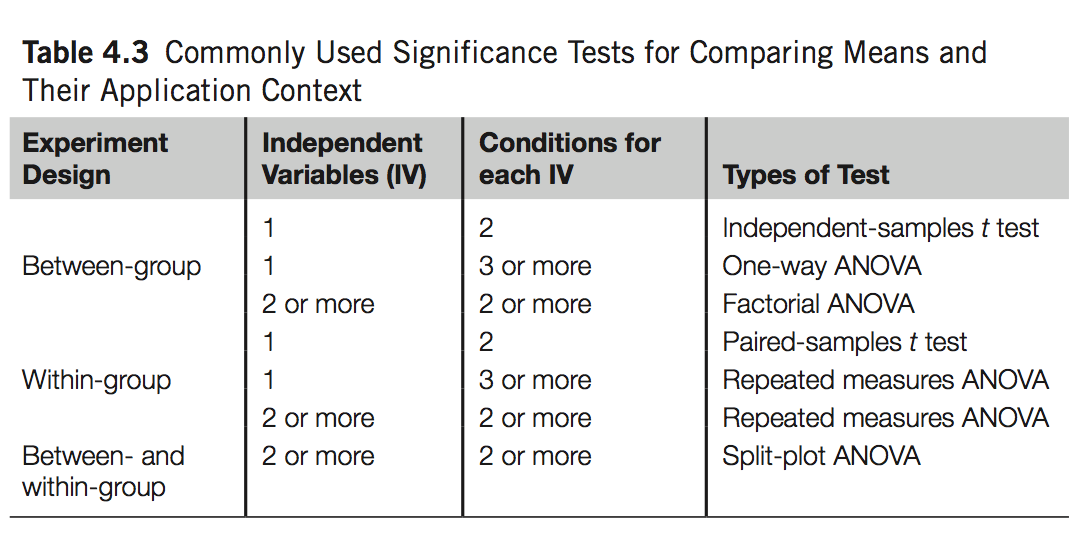 Table 4.3 Commonly Used Significance Tests for Comparing Means and
Their Application Context
Experiment Design Independent Variables (IV) Conditions for each IV Types of Test
1 2 Independent-samples t test
Between-group 1 3 or more One-way ANOVA
2 or more 2 or more Factorial ANOVA
1 2 Paired-samples t test
Within-group 1 3 or more Repeated measures ANOVA
2 or more 2 or more Repeated measures ANOVA
Between- and 2 or more 2 or more Split-plot ANOVA
within-group